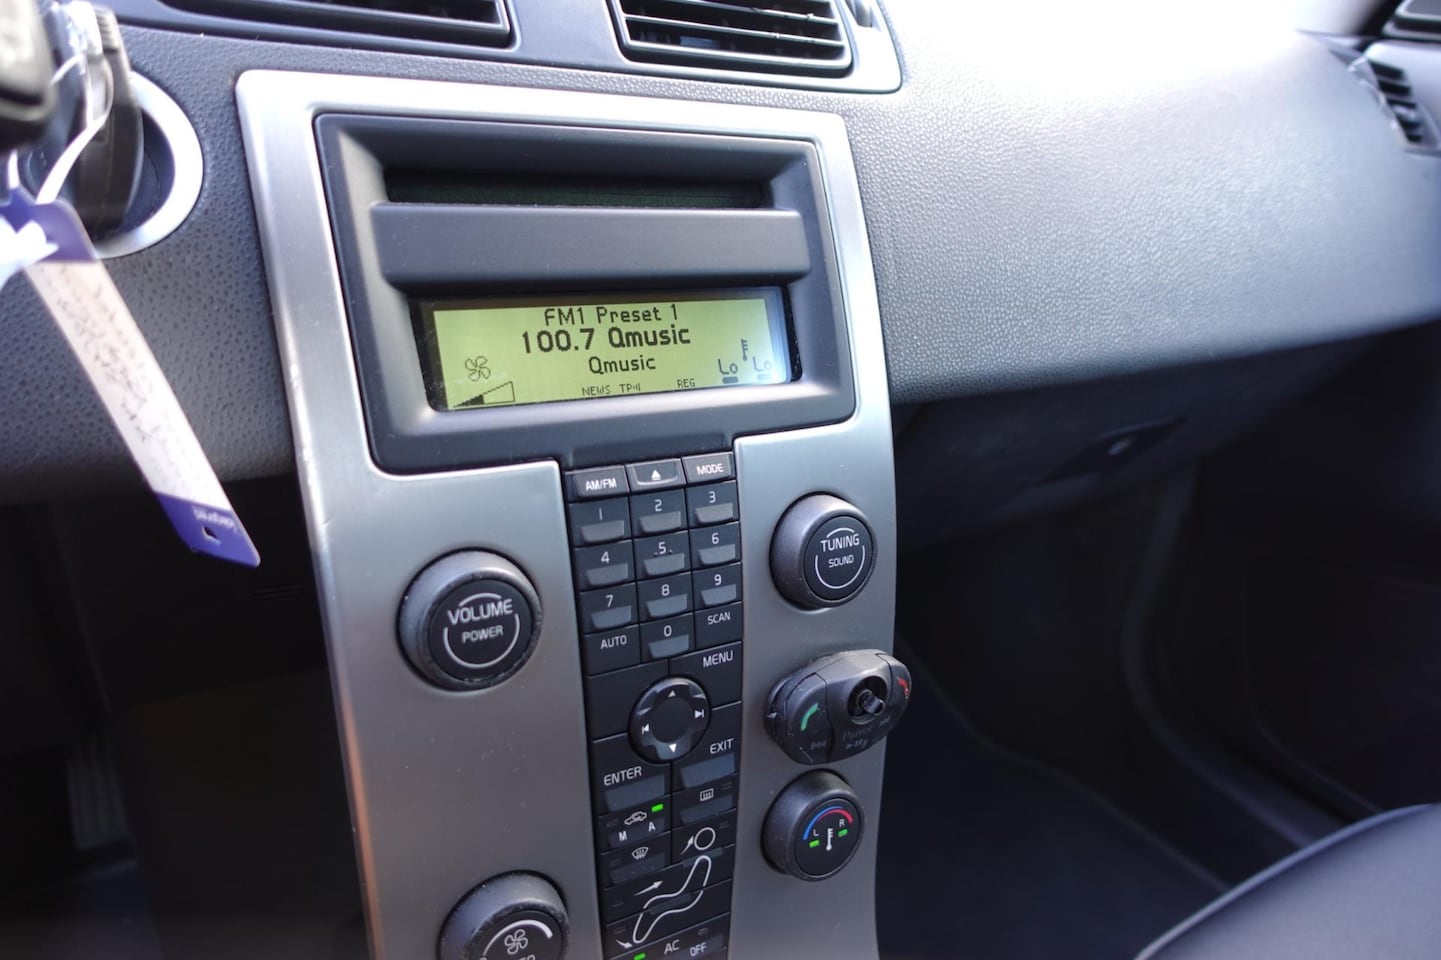 FM1 Preset 1
100.7 Qmusic
Qmusic
Lo Lo
NEWS TP REG
AM/FM MODE
1 2 3
4 5 6
7 8 9
AUTO 0 SCAN
MENU
VOLUME
POWER
TUNING
SOUND
Parrot
EXIT
ENTER
M A
L R
AC OFF